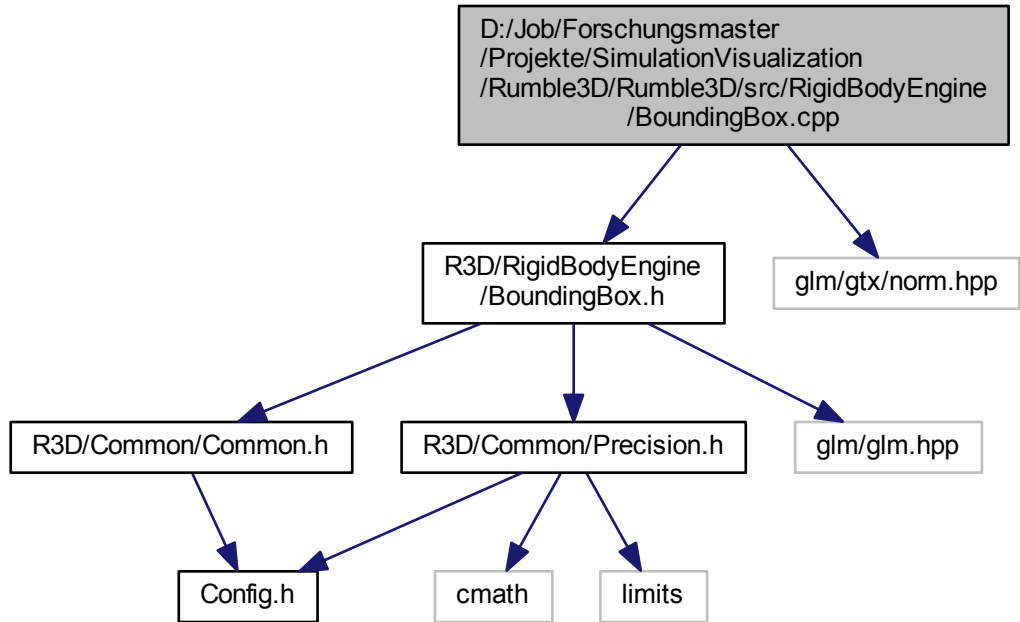 D:/Job/Forschungsmaster
/Projekte/SimulationVisualization
/Rumble3D/Rumble3D/src/RigidBodyEngine
/BoundingBox.cpp
R3D/RigidBodyEngine
/BoundingBox.h
glm/gtx/norm.hpp
R3D/Common/Common.h
R3D/Common/Precision.h
glm/glm.hpp
Config.h
cmath
limits